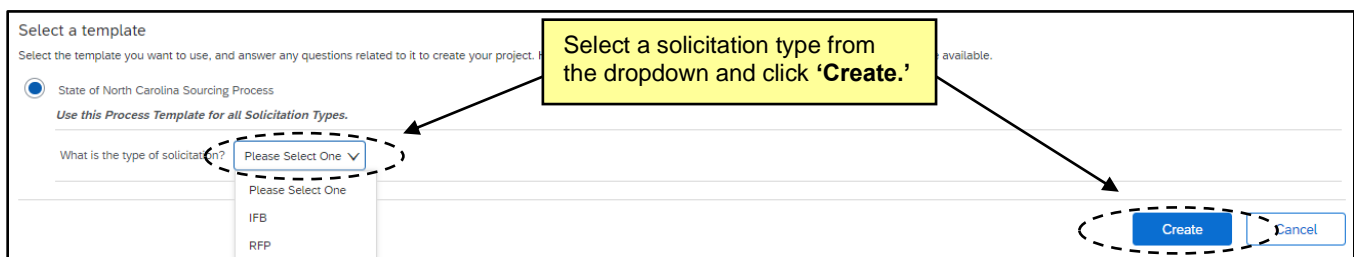 Select a template
Select the template you want to use, and answer any questions related to it to create your project. available.
Select a solicitation type from
the dropdown and click ‘Create.’
State of North Carolina Sourcing Process
Use this Process Template for all Solicitation Types.
What is the type of solicitation? Please Select One
Please Select One
IFB
RFP
Create Cancel